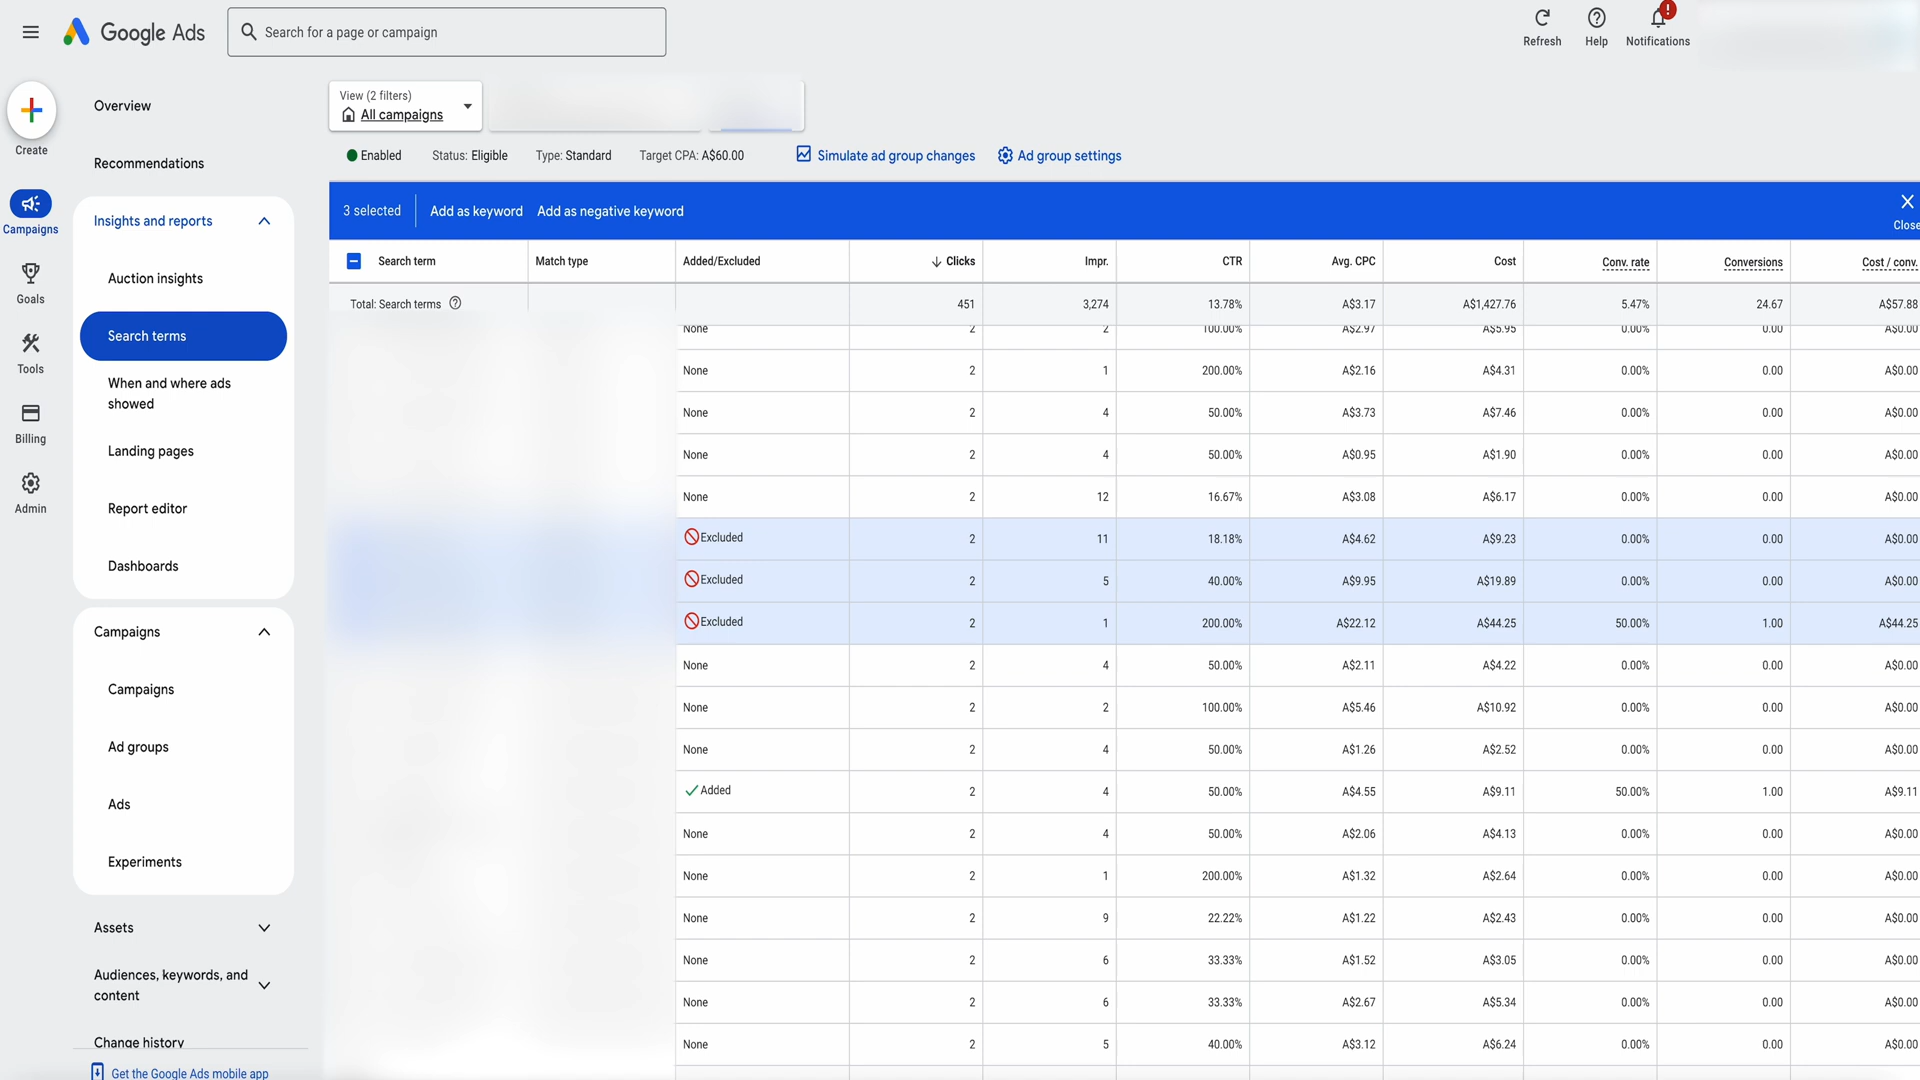 Google Ads
Search for a page or campaign
Refresh
Help
!
Notifications
Create
Campaigns
Goals
Tools
Billing
Admin
Overview
Recommendations
Insights and reports
Auction insights
Search terms
When and where ads
showed
Landing pages
Report editor
Dashboards
Campaigns
Campaigns
Ad groups
Ads
Experiments
Assets
Audiences, keywords, and
content
Change history
Get the Google Ads mobile app
View (2 filters)
All campaigns
Enabled Status: Eligible Type: Standard Target CPA: A$60.00 Simulate ad group changes Ad group settings
3 selected Add as keyword Add as negative keyword
Close
Search term Match type Added/Excluded Clicks Impr. CTR Avg. CPC Cost Conv. rate Conversions Cost / conv.
Total: Search terms 451 3,274 13.78% A$3.17 A$1,427.76 5.47% 24.67 A$57.88
None 2 2 100.00% A$2.97 A$5.95 0.00% 0.00 A$0.00
None 2 1 200.00% A$2.16 A$4.31 0.00% 0.00 A$0.00
None 2 4 50.00% A$3.73 A$7.46 0.00% 0.00 A$0.00
None 2 4 50.00% A$0.95 A$1.90 0.00% 0.00 A$0.00
None 2 12 16.67% A$3.08 A$6.17 0.00% 0.00 A$0.00
Excluded 2 11 18.18% A$4.62 A$9.23 0.00% 0.00 A$0.00
Excluded 2 5 40.00% A$9.95 A$19.89 0.00% 0.00 A$0.00
Excluded 2 1 200.00% A$22.12 A$44.25 50.00% 1.00 A$44.25
None 2 4 50.00% A$2.11 A$4.22 0.00% 0.00 A$0.00
None 2 2 100.00% A$5.46 A$10.92 0.00% 0.00 A$0.00
None 2 4 50.00% A$1.26 A$2.52 0.00% 0.00 A$0.00
Added 2 4 50.00% A$4.55 A$9.11 50.00% 1.00 A$9.11
None 2 4 50.00% A$2.06 A$4.13 0.00% 0.00 A$0.00
None 2 1 200.00% A$1.32 A$2.64 0.00% 0.00 A$0.00
None 2 9 22.22% A$1.22 A$2.43 0.00% 0.00 A$0.00
None 2 6 33.33% A$1.52 A$3.05 0.00% 0.00 A$0.00
None 2 6 33.33% A$2.67 A$5.34 0.00% 0.00 A$0.00
None 2 5 40.00% A$3.12 A$6.24 0.00% 0.00 A$0.00